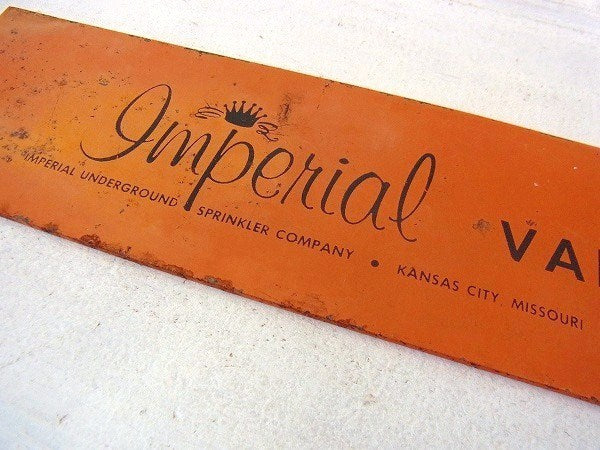 Imperial
IMPERIAL UNDERGROUND SPRINKLER COMPANY • KANSAS CITY, MISSOURI